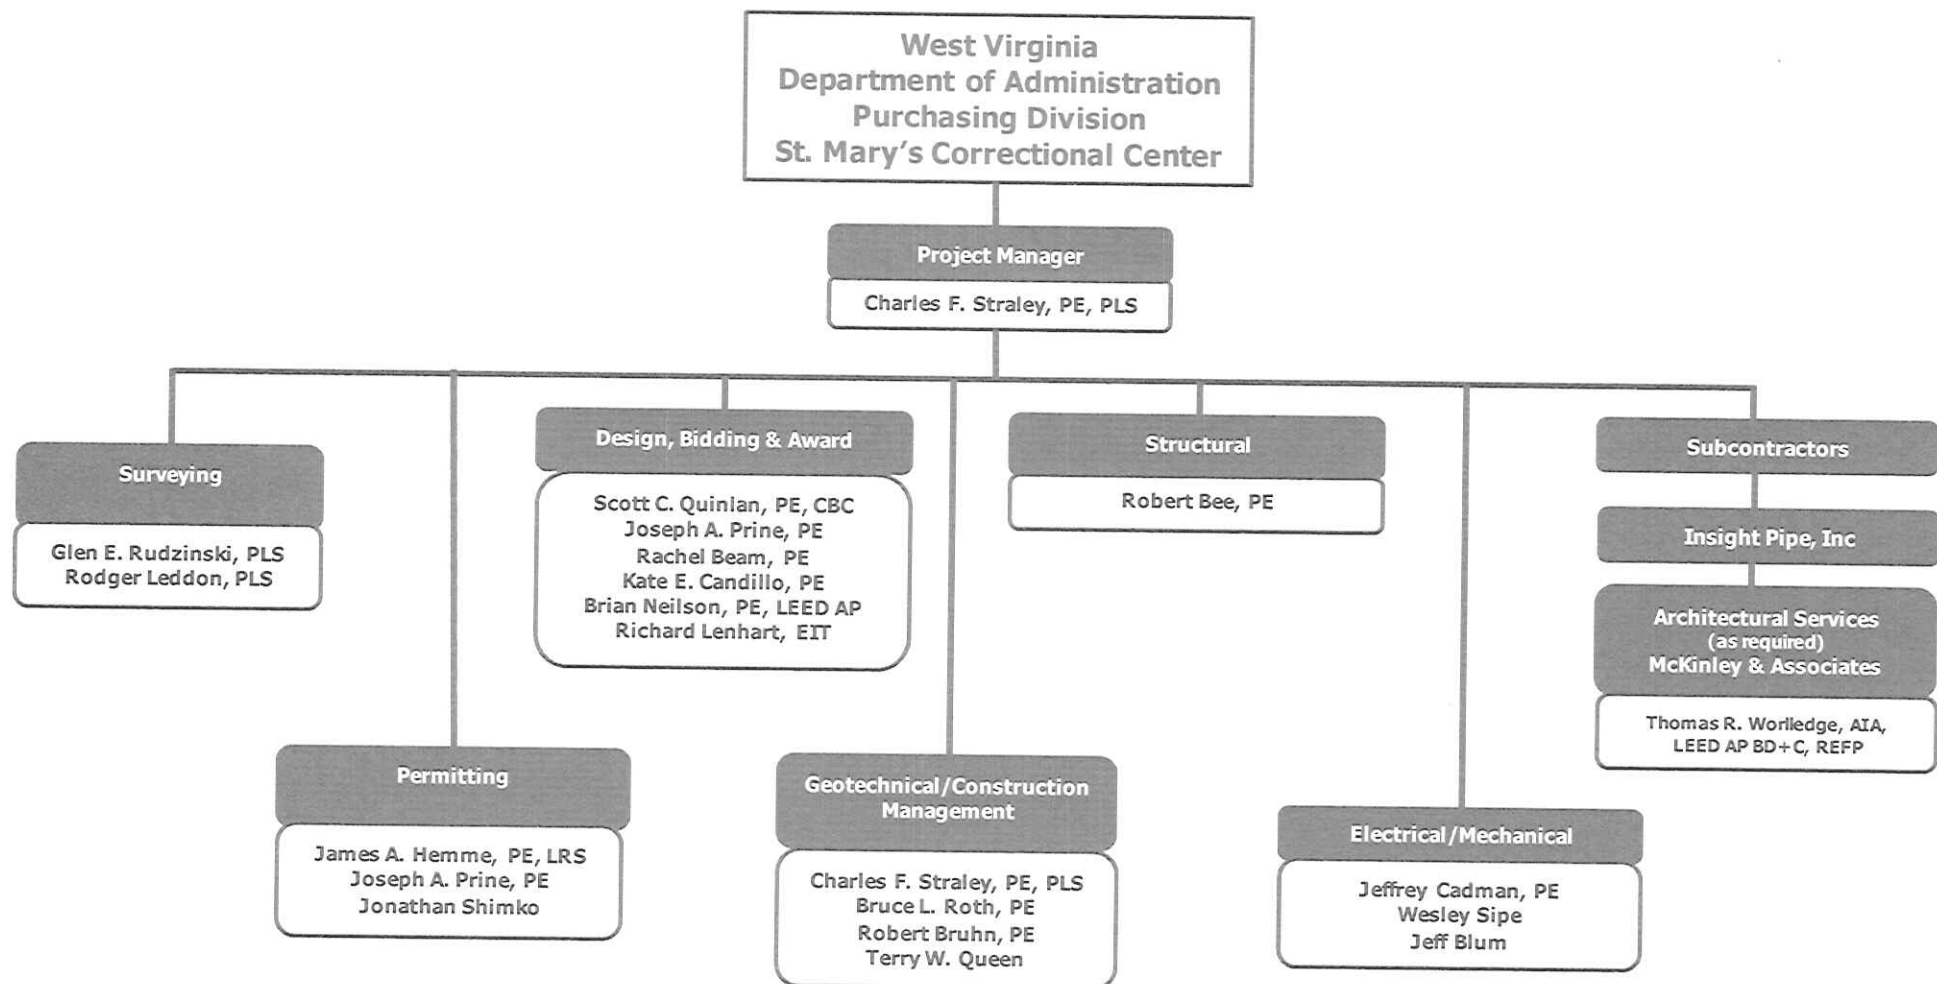 West Virginia
Department of Administration
Purchasing Division
St. Mary's Correctional Center
Project Manager
Charles F. Straley, PE, PLS
Surveying
Glen E. Rudzinski, PLS
Rodger Leddon, PLS
Permitting
James A. Hemme, PE, LRS
Joseph A. Prine, PE
Jonathan Shimko
Design, Bidding & Award
Scott C. Quinlan, PE, CBC
Joseph A. Prine, PE
Rachel Beam, PE
Kate E. Candillo, PE
Brian Neilson, PE, LEED AP
Richard Lenhart, EIT
Geotechnical/Construction
Management
Charles F. Straley, PE, PLS
Bruce L. Roth, PE
Robert Bruhn, PE
Terry W. Queen
Structural
Robert Bee, PE
Electrical/Mechanical
Jeffrey Cadman, PE
Wesley Sipe
Jeff Blum
Subcontractors
Insight Pipe, Inc
Architectural Services
(as required)
McKinley & Associates
Thomas R. Worlledge, AIA,
LEED AP BD+C, REFP